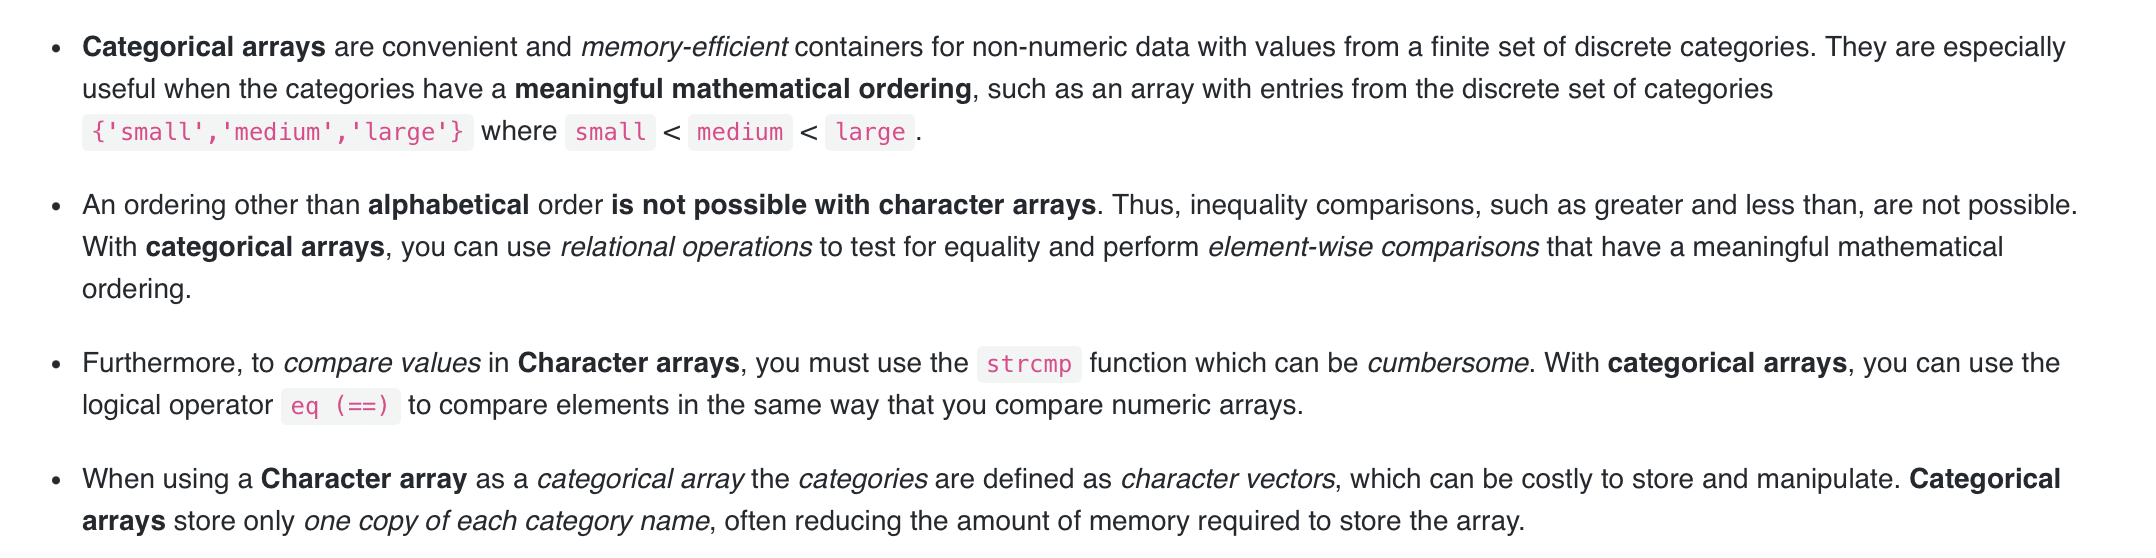 • Categorical arrays are convenient and memory-efficient containers for non-numeric data with values from a finite set of discrete categories. They are especially
useful when the categories have a meaningful mathematical ordering, such as an array with entries from the discrete set of categories
{'small','medium','large'} where small < medium < large.
• An ordering other than alphabetical order is not possible with character arrays. Thus, inequality comparisons, such as greater and less than, are not possible.
With categorical arrays, you can use relational operations to test for equality and perform element-wise comparisons that have a meaningful mathematical
ordering.
• Furthermore, to compare values in Character arrays, you must use the strcmp function which can be cumbersome. With categorical arrays, you can use the
logical operator eq (==) to compare elements in the same way that you compare numeric arrays.
• When using a Character array as a categorical array the categories are defined as character vectors, which can be costly to store and manipulate. Categorical
arrays store only one copy of each category name, often reducing the amount of memory required to store the array.